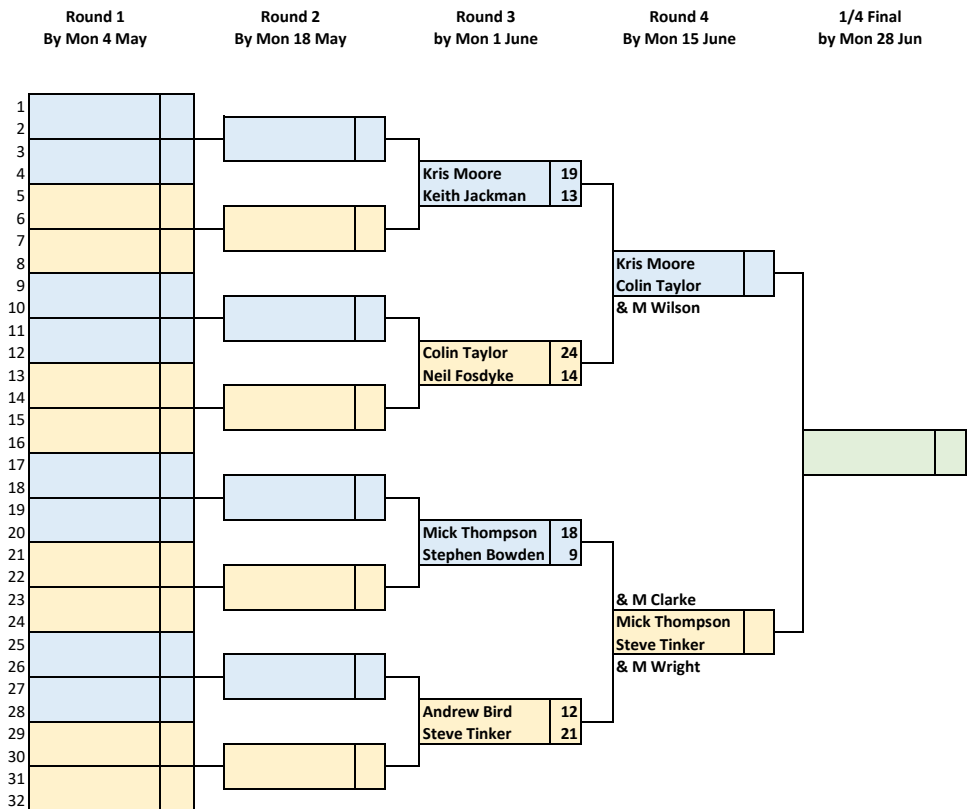 Round 1
By Mon 4 May
Round 2
By Mon 18 May
Round 3
by Mon 1 June
Round 4
By Mon 15 June
1/4 Final
by Mon 28 Jun
1
2
3
4
5
6
7
8
9
10
11
12
13
14
15
16
17
18
19
20
21
22
23
24
25
26
27
28
29
30
31
32
Kris Moore 19
Keith Jackman 13
Colin Taylor 24
Neil Fosdyke 14
Mick Thompson 18
Stephen Bowden 9
Andrew Bird 12
Steve Tinker 21
Kris Moore
Colin Taylor
& M Wilson
& M Clarke
Mick Thompson
Steve Tinker
& M Wright